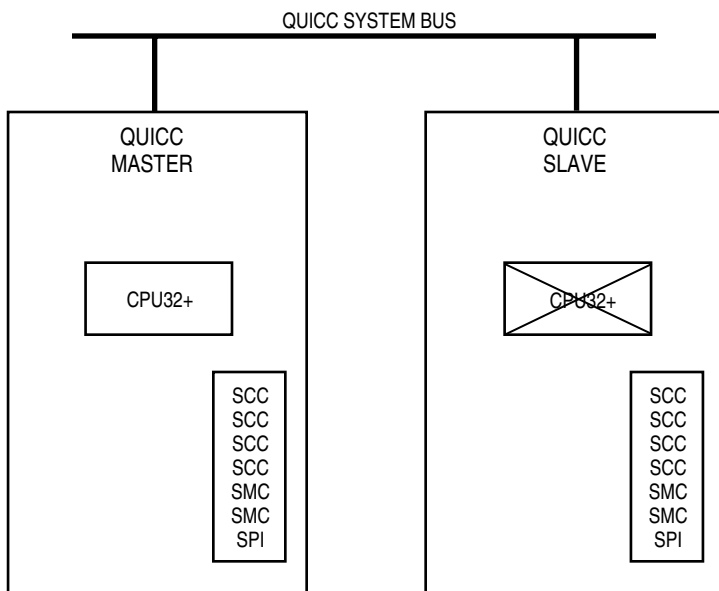 QUICC SYSTEM BUS
QUICC
MASTER
CPU32+
SCC
SCC
SCC
SCC
SMC
SMC
SPI
QUICC
SLAVE
CPU32+
SCC
SCC
SCC
SCC
SMC
SMC
SPI